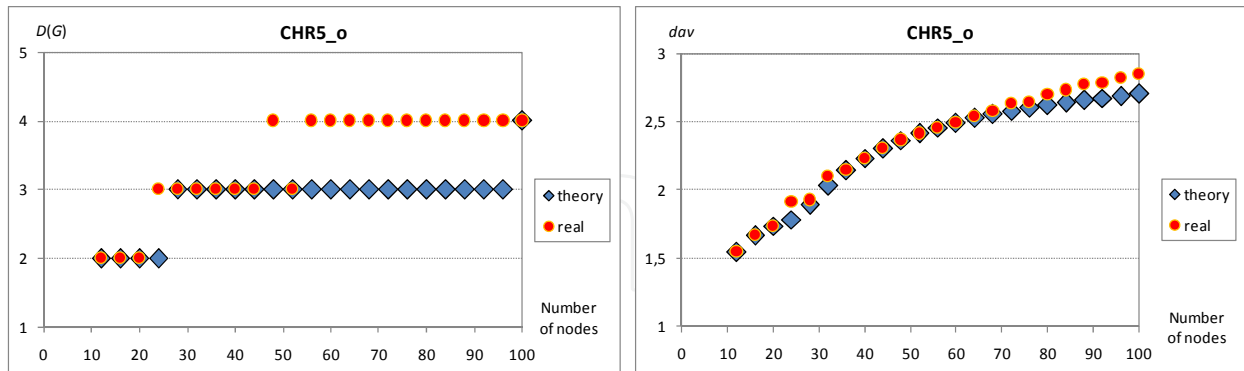 D(G)
CHR5_o
5
4
3
2
1
0 10 20 30 40 50 60 70 80 90 100
Number
of nodes
theory
real
dav
CHR5_o
3
2,5
2
1,5
1
0 10 20 30 40 50 60 70 80 90 100
Number
of nodes
theory
real